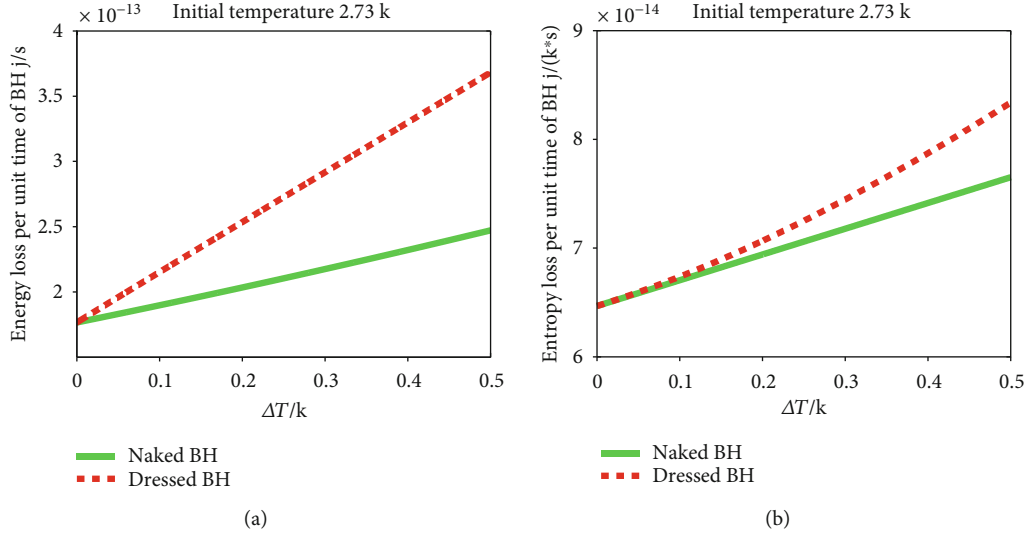 × 10⁻¹³
Initial temperature 2.73 k
4
3.5
3
2.5
2
Energy loss per unit time of BH j/s
0
0.1
0.2
0.3
0.4
0.5
ΔT/k
Naked BH
Dressed BH
(a)
× 10⁻¹⁴
Initial temperature 2.73 k
9
8
7
6
Entropy loss per unit time of BH j/(k*s)
0
0.1
0.2
0.3
0.4
0.5
ΔT/k
Naked BH
Dressed BH
(b)